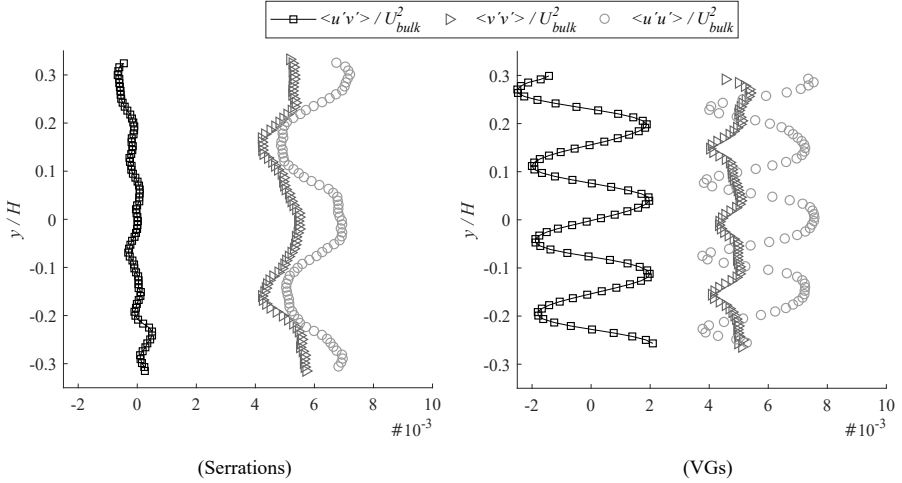 <u´v´> / U²bulk <v´v´> / U²bulk <u´u´> / U²bulk
y / H
0.3
0.2
0.1
0
-0.1
-0.2
-0.3
-2 0 2 4 6 8 10
#10⁻³
(Serrations)
y / H
0.3
0.2
0.1
0
-0.1
-0.2
-0.3
-2 0 2 4 6 8 10
#10⁻³
(VGs)